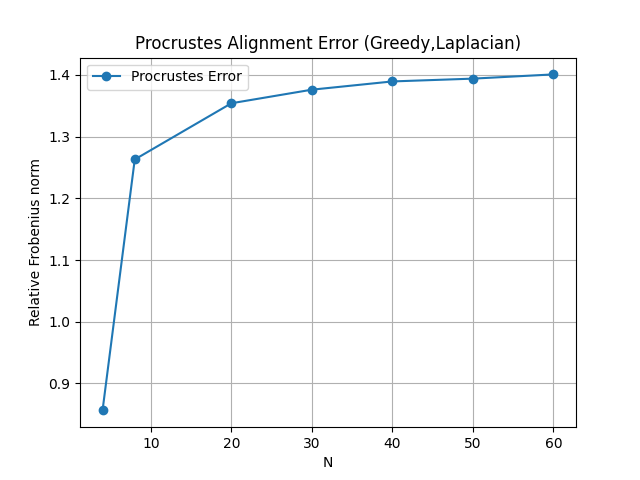 Procrustes Alignment Error (Greedy,Laplacian)
Procrustes Error
1.4
1.3
1.2
1.1
1.0
0.9
Relative Frobenius norm
10 20 30 40 50 60
N